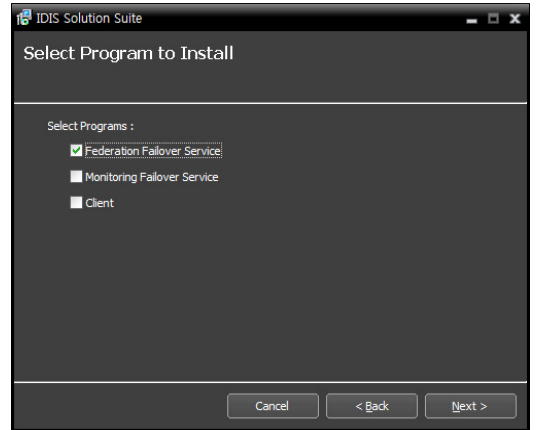 IDIS Solution Suite
Select Program to Install
Select Programs :
Federation Failover Service
Monitoring Failover Service
Client
Cancel
< Back
Next >